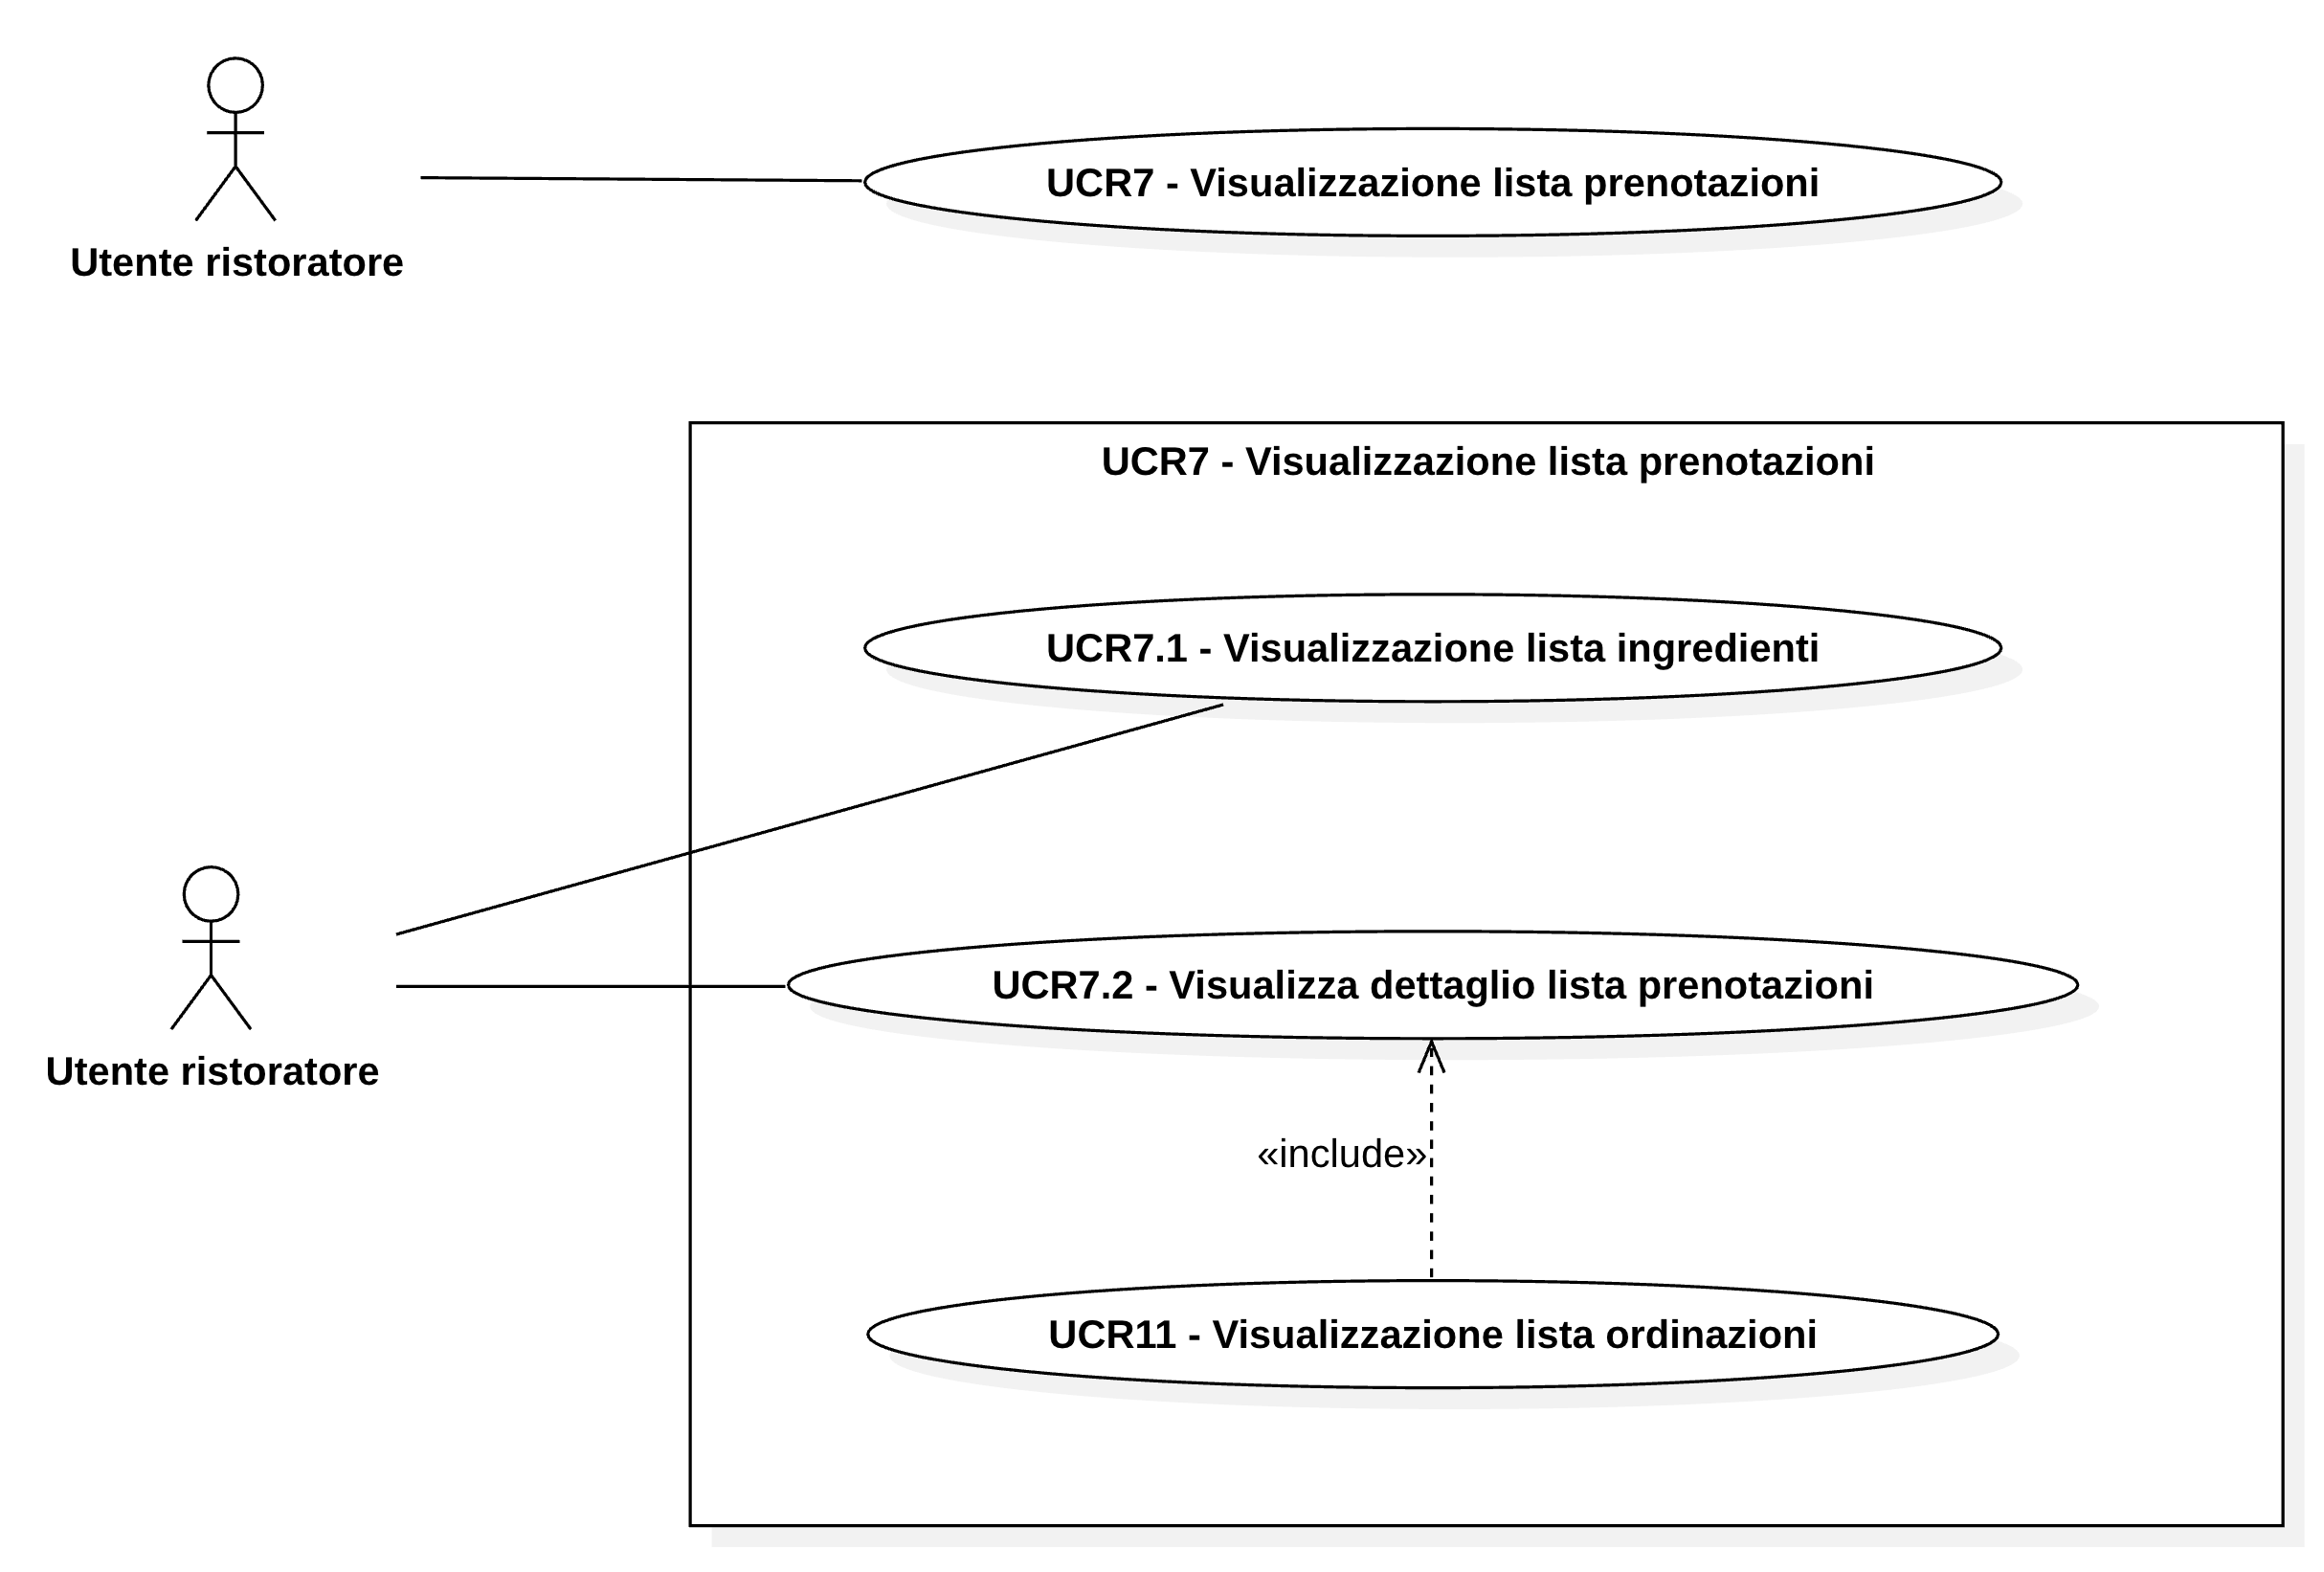 UCR7 - Visualizzazione lista prenotazioni
Utente ristoratore
UCR7 - Visualizzazione lista prenotazioni
UCR7.1 - Visualizzazione lista ingredienti
UCR7.2 - Visualizza dettaglio lista prenotazioni
Utente ristoratore
«include»
UCR11 - Visualizzazione lista ordinazioni